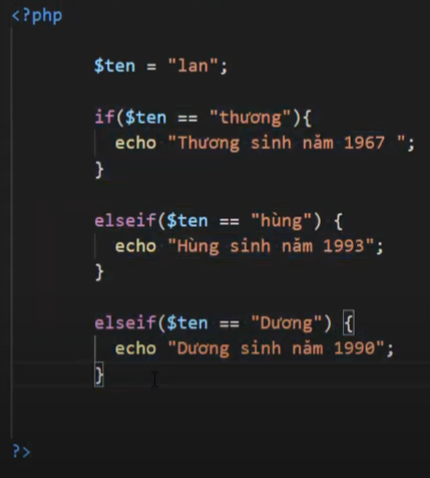 <?php
$ten = "lan";
if($ten == "thương"){
echo "Thương sinh năm 1967 ";
}
elseif($ten == "hùng") {
echo "Hùng sinh năm 1993";
}
elseif($ten == "Dương") {
echo "Dương sinh năm 1990";
}
?>